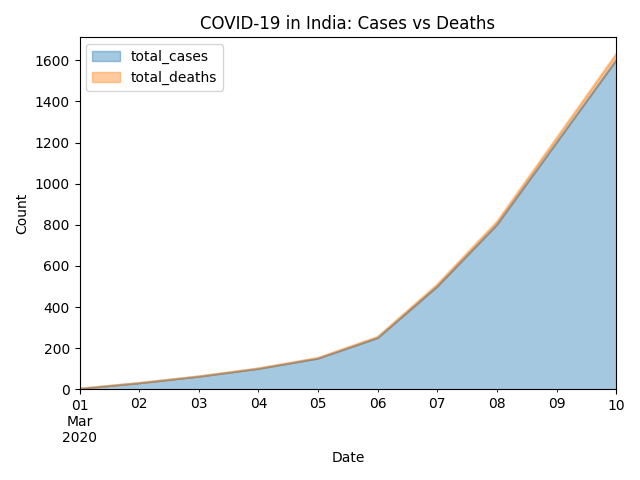 COVID-19 in India: Cases vs Deaths
total_cases
total_deaths
1600
1400
1200
1000
800
600
400
200
0
Count
01 02 03 04 05 06 07 08 09 10
Mar
2020
Date